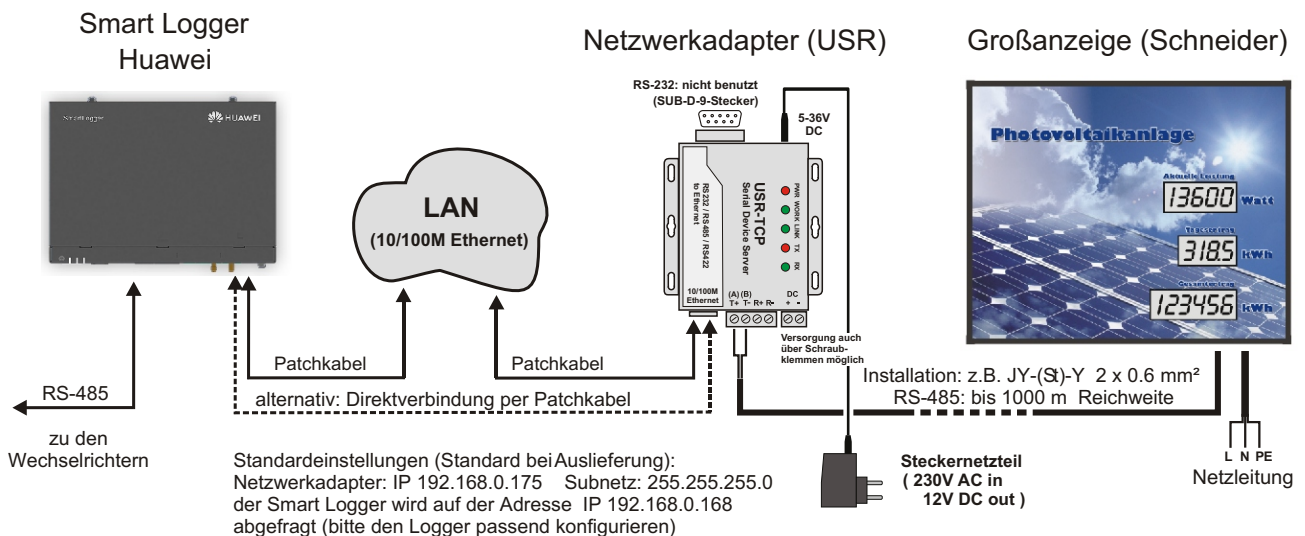 Smart Logger
Huawei
Netzwerkadapter (USR)
Großanzeige (Schneider)
SmartLogger
HUAWEI
RS-232: nicht benutzt
(SUB-D-9-Stecker)
5-36V
DC
LAN
(10/100M Ethernet)
RS232 / RS485 / RS422
to Ethernet
USR-TCP
Serial Device Server
PWR WORK LINK TX RX
10/100M
Ethernet
(A) (B)
T+ T- R+ R-
DC
+ -
Versorgung auch
über Schraub-
klemmen möglich
Photovoltaikanlage
Aktuelle Leistung
13600 Watt
Tagesertrag
318.5 kWh
Gesamtertrag
123456 kWh
Patchkabel
Patchkabel
alternativ: Direktverbindung per Patchkabel
RS-485
zu den
Wechselrichtern
Installation: z.B. JY-(St)-Y 2 x 0.6 mm²
RS-485: bis 1000 m Reichweite
L N PE
Netzleitung
Steckernetzteil
( 230V AC in
12V DC out )
Standardeinstellungen (Standard bei Auslieferung):
Netzwerkadapter: IP 192.168.0.175 Subnetz: 255.255.255.0
der Smart Logger wird auf der Adresse IP 192.168.0.168
abgefragt (bitte den Logger passend konfigurieren)